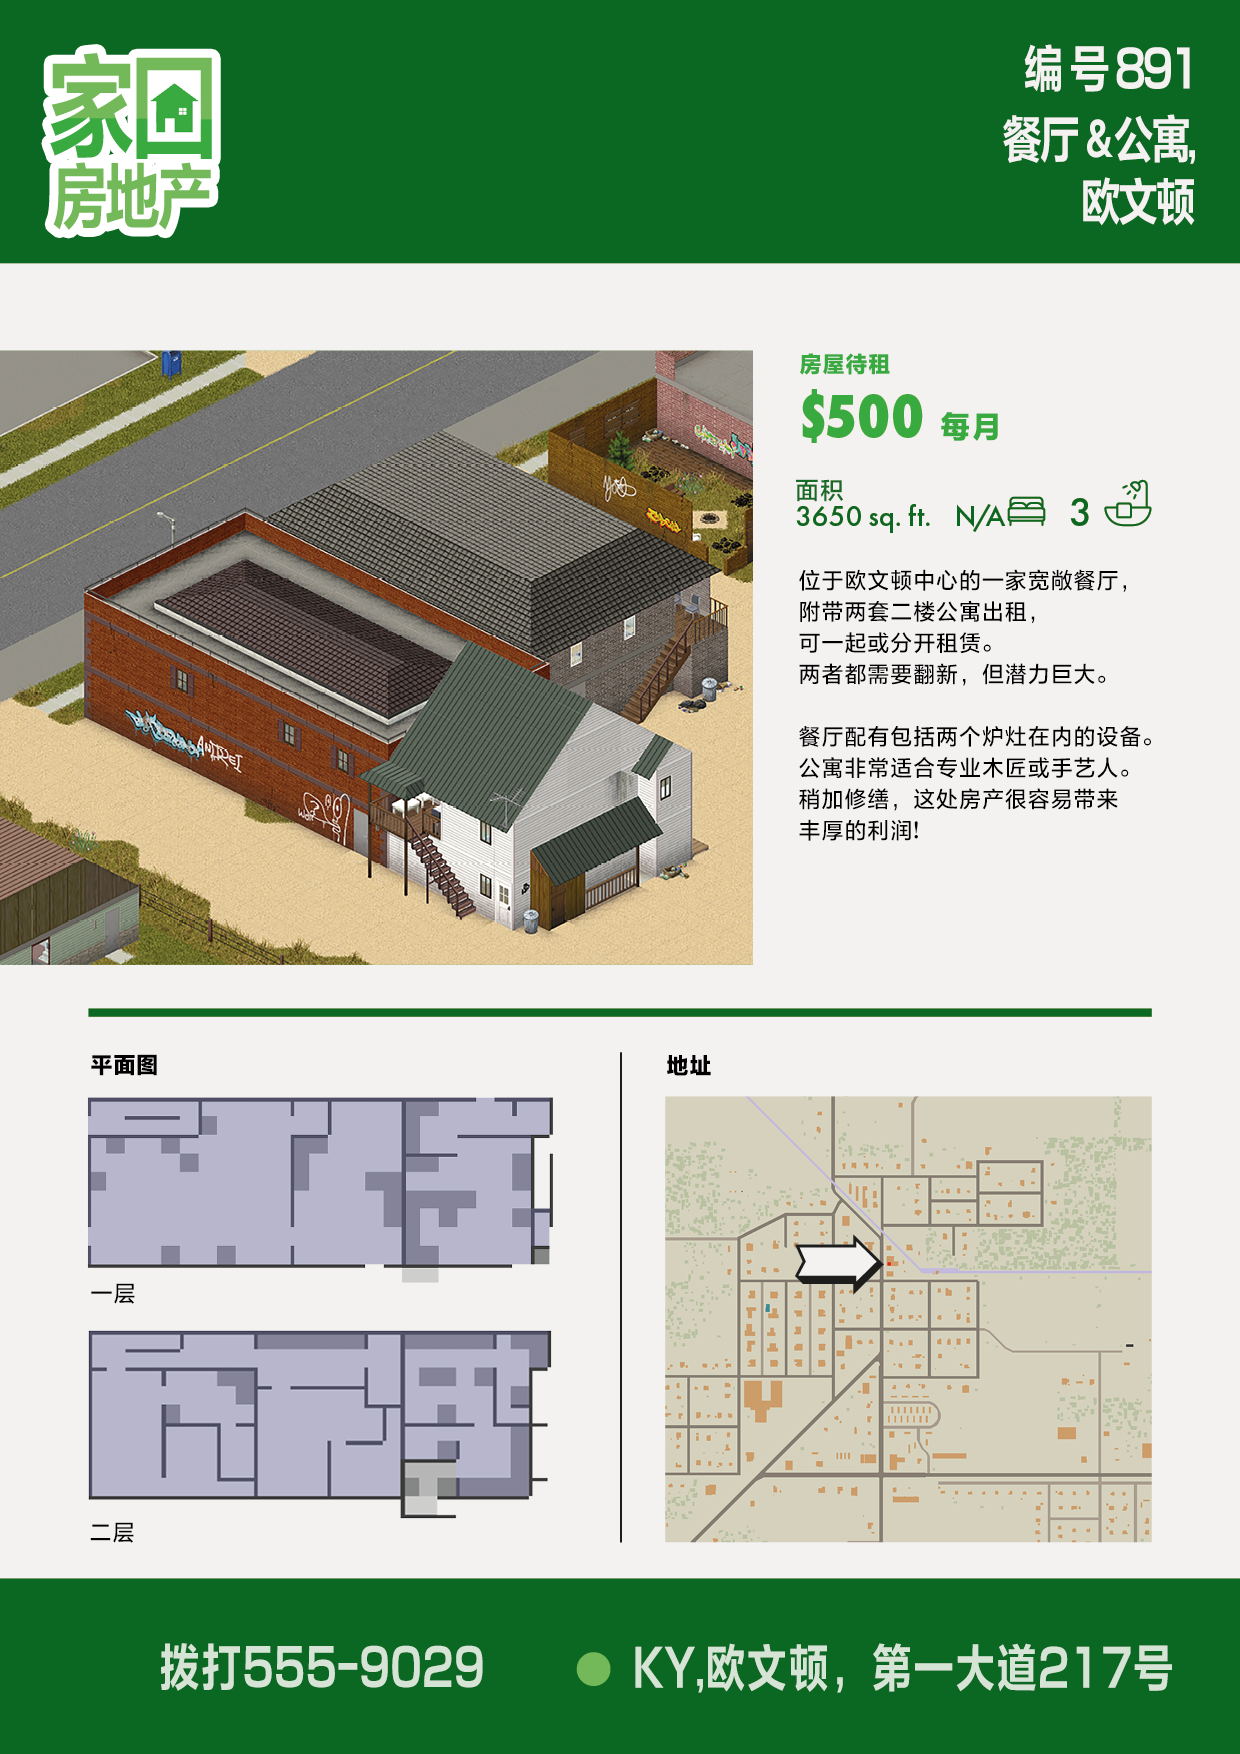 家园
房地产
编号891
餐厅&公寓,
欧文顿
房屋待租
$500 每月
面积
3650 sq. ft. N/A 3
位于欧文顿中心的一家宽敞餐厅，
附带两套二楼公寓出租，
可一起或分开租赁。
两者都需要翻新，但潜力巨大。
餐厅配有包括两个炉灶在内的设备。
公寓非常适合专业木匠或手艺人。
稍加修缮，这处房产很容易带来
丰厚的利润!
平面图
地址
一层
二层
拨打555-9029
KY,欧文顿，第一大道217号